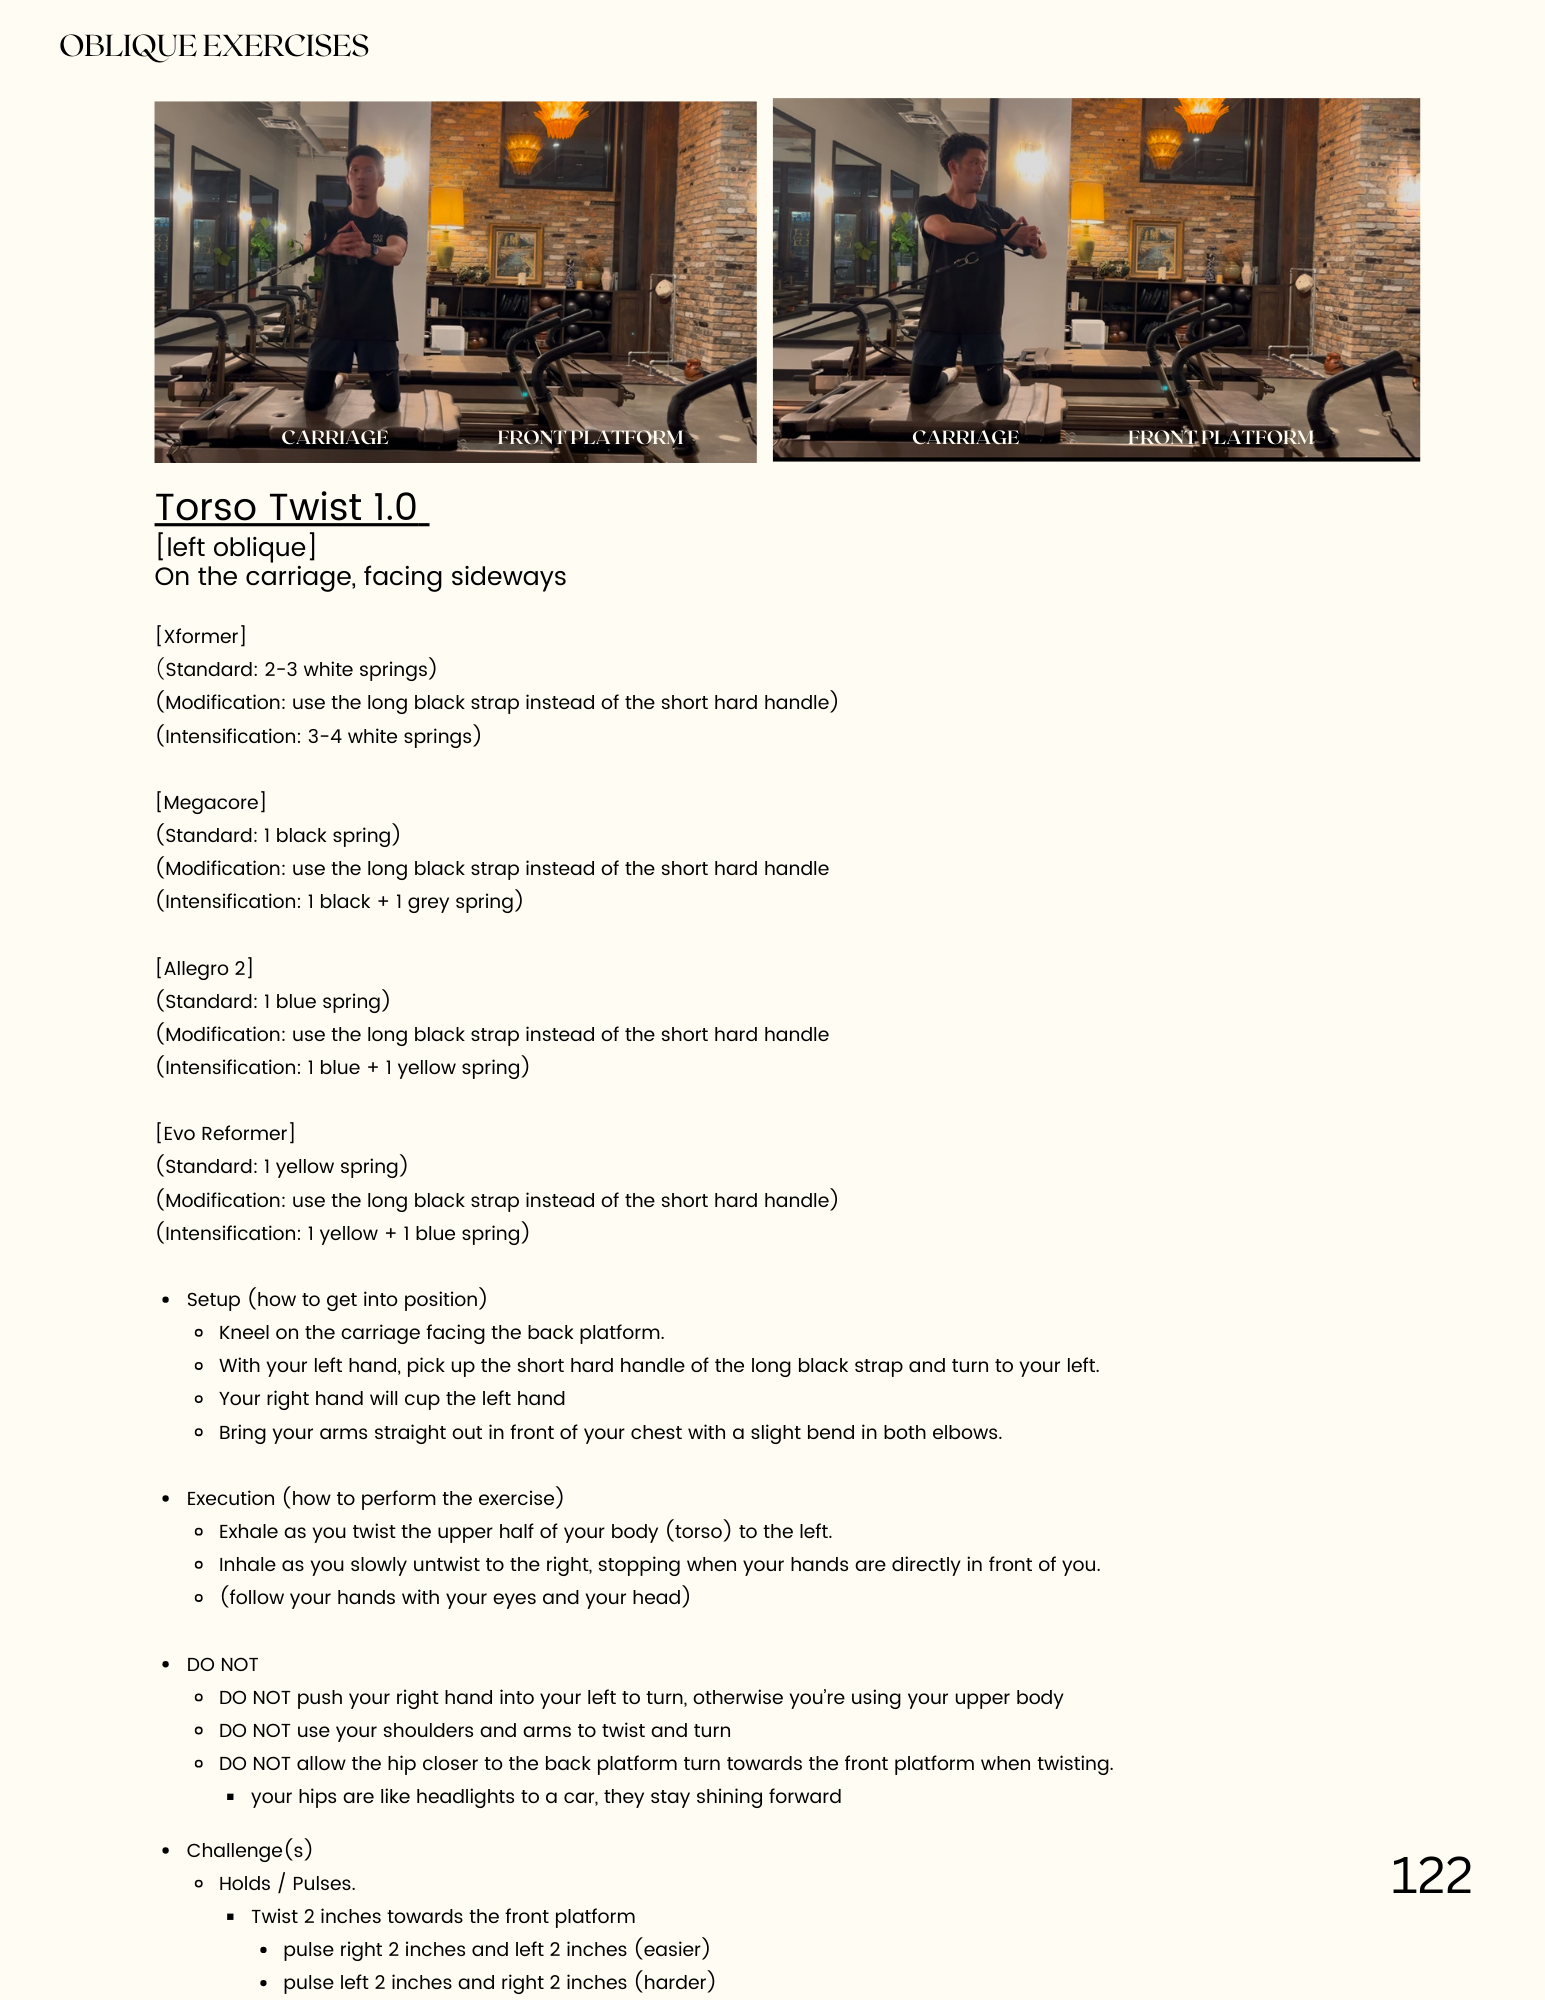 OBLIQUE EXERCISES
CARRIAGE FRONT PLATFORM
CARRIAGE FRONT PLATFORM
Torso Twist 1.0
[left oblique]
On the carriage, facing sideways
[Xformer]
(Standard: 2-3 white springs)
(Modification: use the long black strap instead of the short hard handle)
(Intensification: 3-4 white springs)
[Megacore]
(Standard: 1 black spring)
(Modification: use the long black strap instead of the short hard handle
(Intensification: 1 black + 1 grey spring)
[Allegro 2]
(Standard: 1 blue spring)
(Modification: use the long black strap instead of the short hard handle
(Intensification: 1 blue + 1 yellow spring)
[Evo Reformer]
(Standard: 1 yellow spring)
(Modification: use the long black strap instead of the short hard handle)
(Intensification: 1 yellow + 1 blue spring)
• Setup (how to get into position)
◦ Kneel on the carriage facing the back platform.
◦ With your left hand, pick up the short hard handle of the long black strap and turn to your left.
◦ Your right hand will cup the left hand
◦ Bring your arms straight out in front of your chest with a slight bend in both elbows.
• Execution (how to perform the exercise)
◦ Exhale as you twist the upper half of your body (torso) to the left.
◦ Inhale as you slowly untwist to the right, stopping when your hands are directly in front of you.
◦ (follow your hands with your eyes and your head)
• DO NOT
◦ DO NOT push your right hand into your left to turn, otherwise you're using your upper body
◦ DO NOT use your shoulders and arms to twist and turn
◦ DO NOT allow the hip closer to the back platform turn towards the front platform when twisting.
▪ your hips are like headlights to a car, they stay shining forward
• Challenge(s)
◦ Holds / Pulses.
▪ Twist 2 inches towards the front platform
• pulse right 2 inches and left 2 inches (easier)
• pulse left 2 inches and right 2 inches (harder)
122